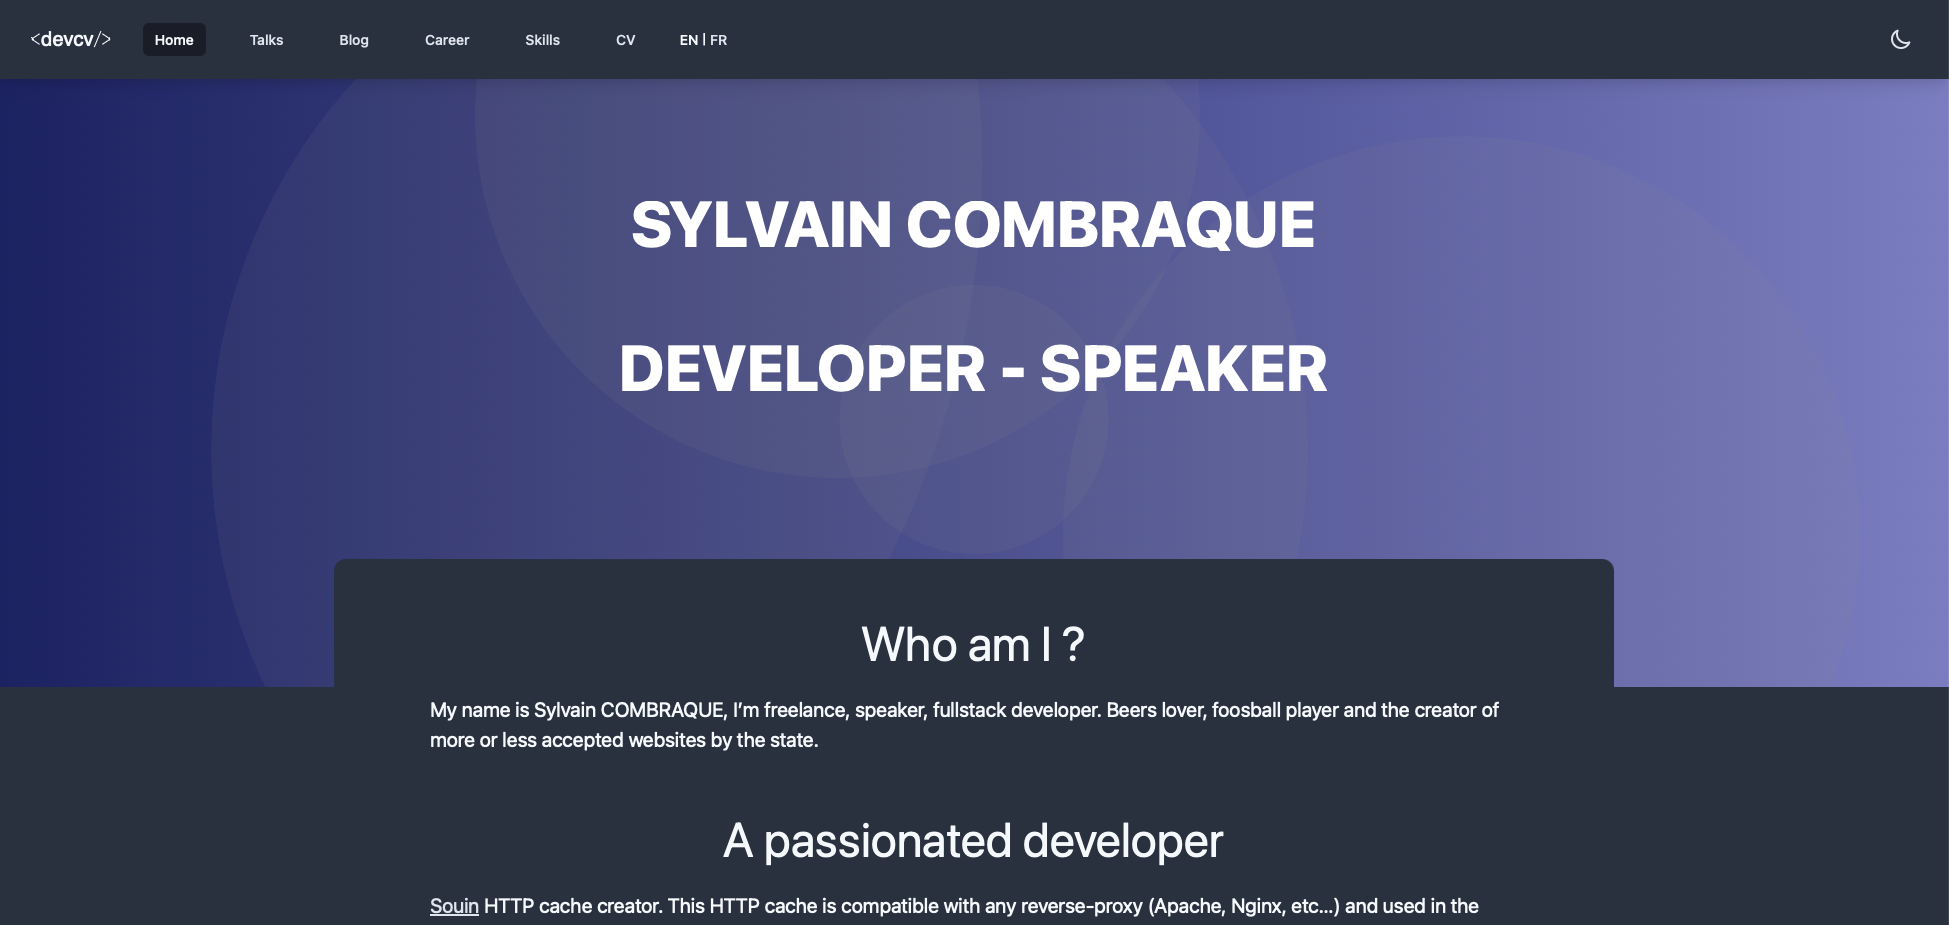 <devcv/> Home Talks Blog Career Skills CV EN | FR
SYLVAIN COMBRAQUE
DEVELOPER - SPEAKER
Who am I ?
My name is Sylvain COMBRAQUE, I’m freelance, speaker, fullstack developer. Beers lover, foosball player and the creator of
more or less accepted websites by the state.
A passionated developer
Souin HTTP cache creator. This HTTP cache is compatible with any reverse-proxy (Apache, Nginx, etc...) and used in the